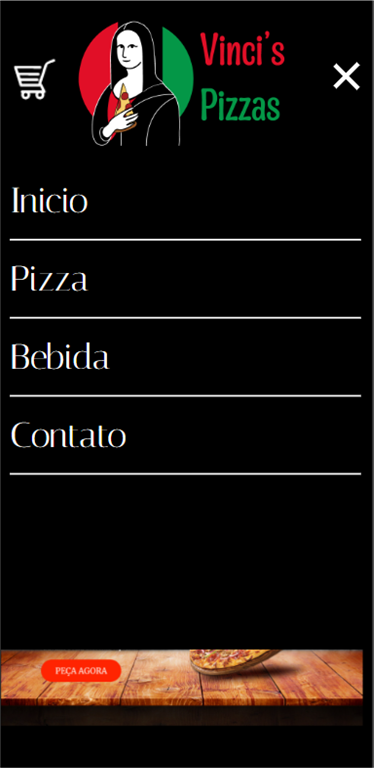 Vinci's
Pizzas
Inicio
Pizza
Bebida
Contato
PEÇA AGORA